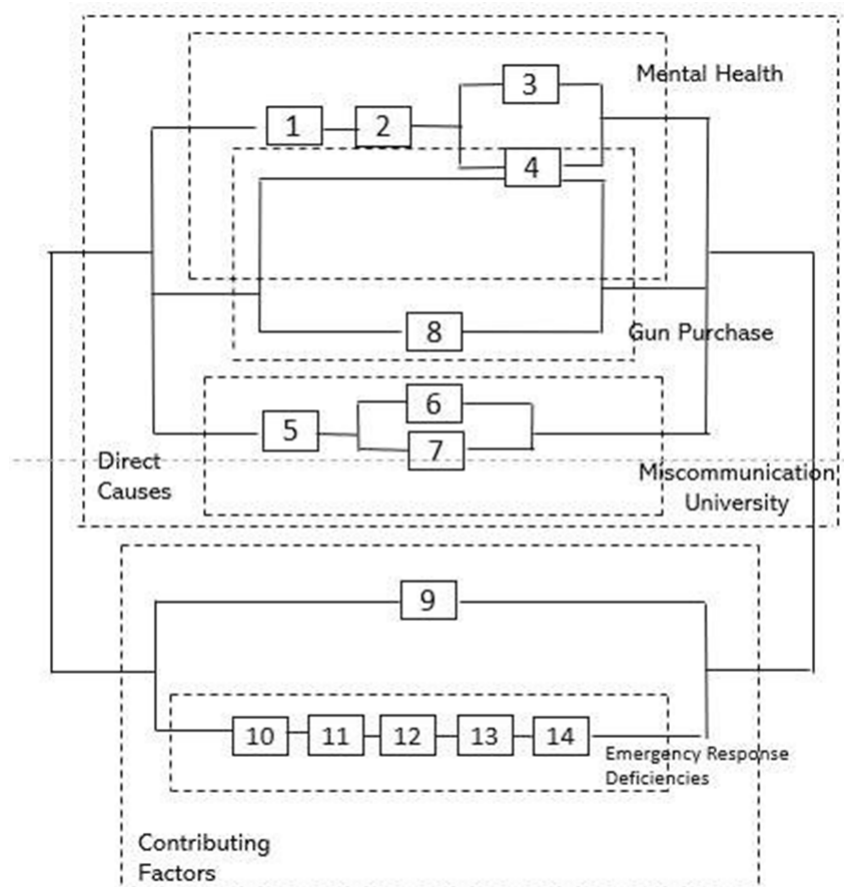 3
Mental Health
1
2
4
8
Gun Purchase
6
5
7
Direct
Causes
Miscommunication
University
9
10
11
12
13
14
Emergency Response
Deficiencies
Contributing
Factors